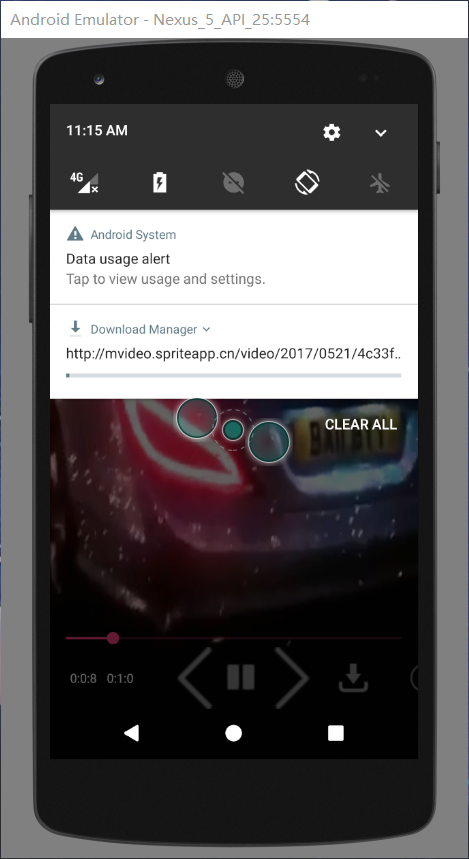 Android Emulator - Nexus_5_API_25:5554
11:15 AM
4G
Android System
Data usage alert
Tap to view usage and settings.
Download Manager
http://mvideo.spriteapp.cn/video/2017/0521/4c33f..
CLEAR ALL
0:0:8 0:1:0